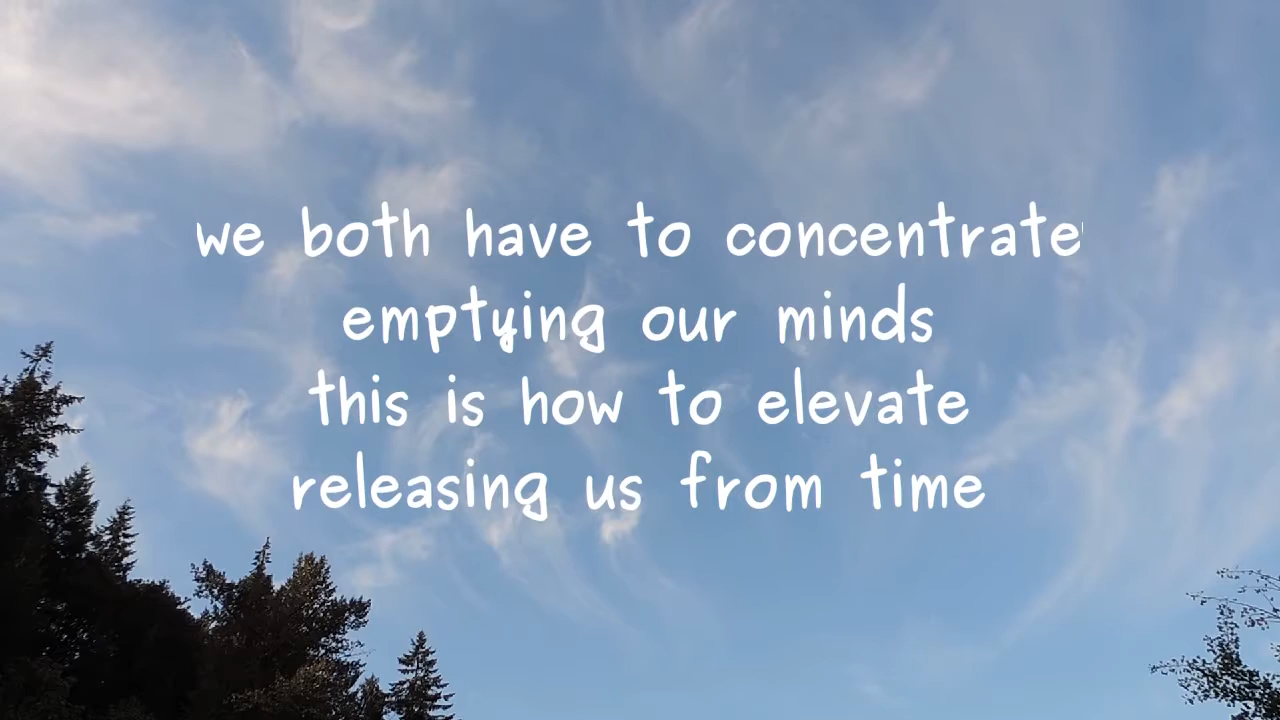 we both have to concentrate
emptying our minds
this is how to elevate
releasing us from time